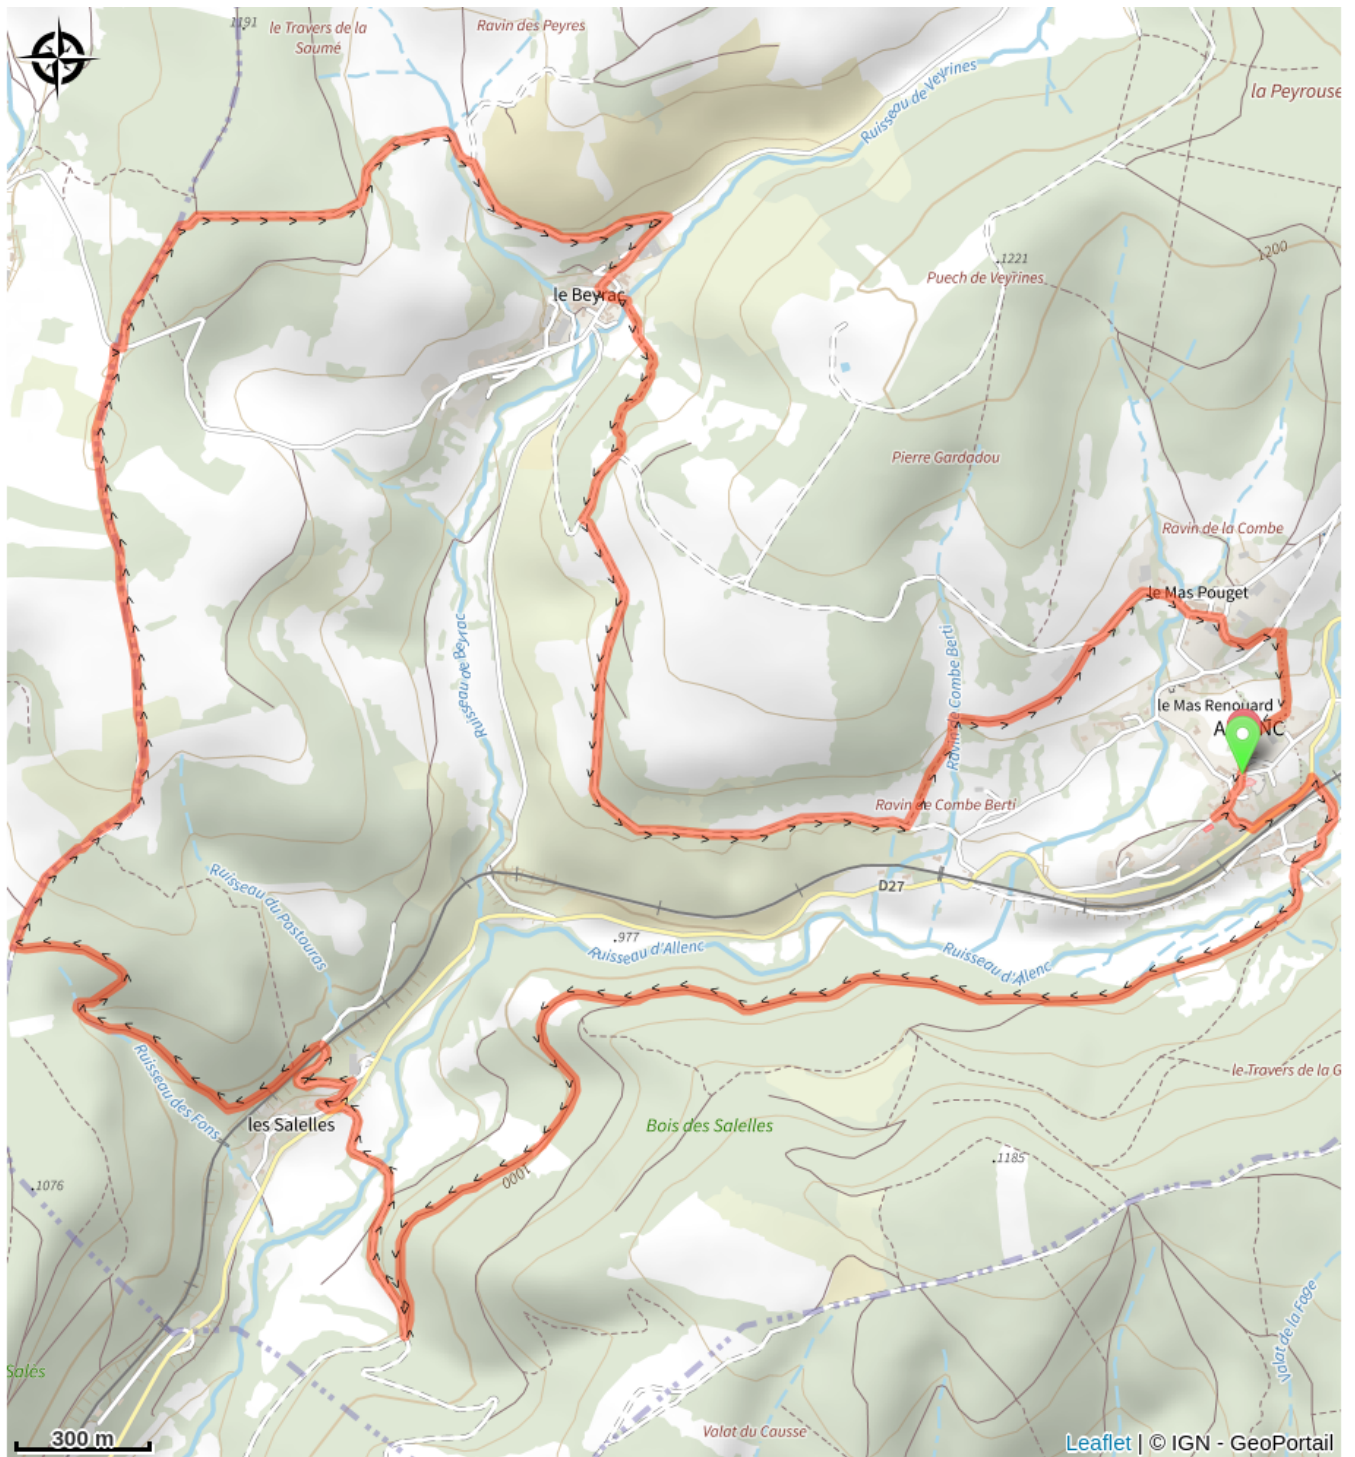 1191
le Travers de la
Saumé
Ravin des Peyres
Ruisseau de Veyrines
la Peyrouse
1200
.1221
Puech de Veyrines
le Beyrac
Pierre Gardadou
Ravin de la Combe
le Mas Pouget
Ruisseau de Beyrac
Ravin de Combe Berti
le Mas Renouard
Ravin de Combe Berti
D27
Ruisseau du Pastouras
.977
Ruisseau d'Allenc
Ruisseau d'Alenc
Ruisseau des Fons
le Travers de la G
les Salelles
Bois des Salelles
1000
.1185
.1076
Valat de la Fage
Sales
Valat du Causse
300 m
Leaflet | © IGN - GeoPortail